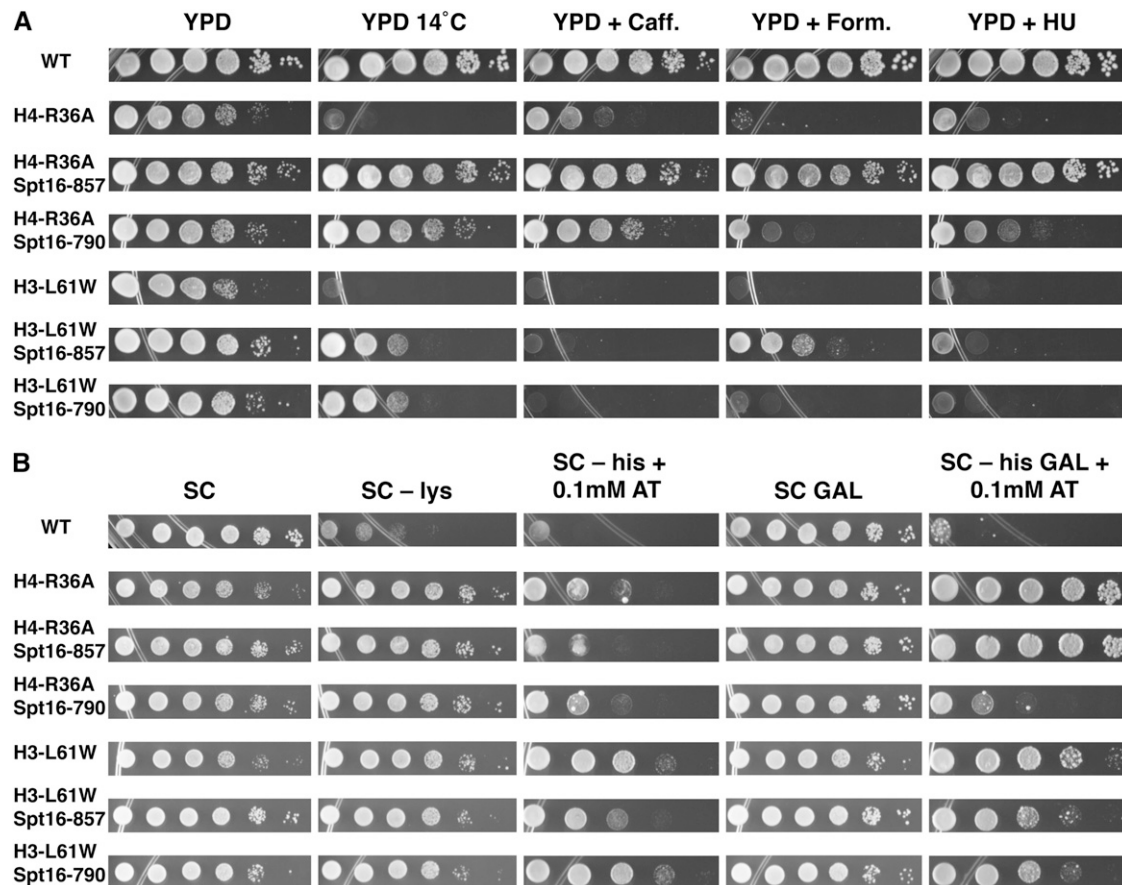 A
YPD
YPD 14˚C
YPD + Caff.
YPD + Form.
YPD + HU
WT
H4-R36A
H4-R36A
Spt16-857
H4-R36A
Spt16-790
H3-L61W
H3-L61W
Spt16-857
H3-L61W
Spt16-790
B
SC
SC – lys
SC – his +
0.1mM AT
SC GAL
SC – his GAL +
0.1mM AT
WT
H4-R36A
H4-R36A
Spt16-857
H4-R36A
Spt16-790
H3-L61W
H3-L61W
Spt16-857
H3-L61W
Spt16-790